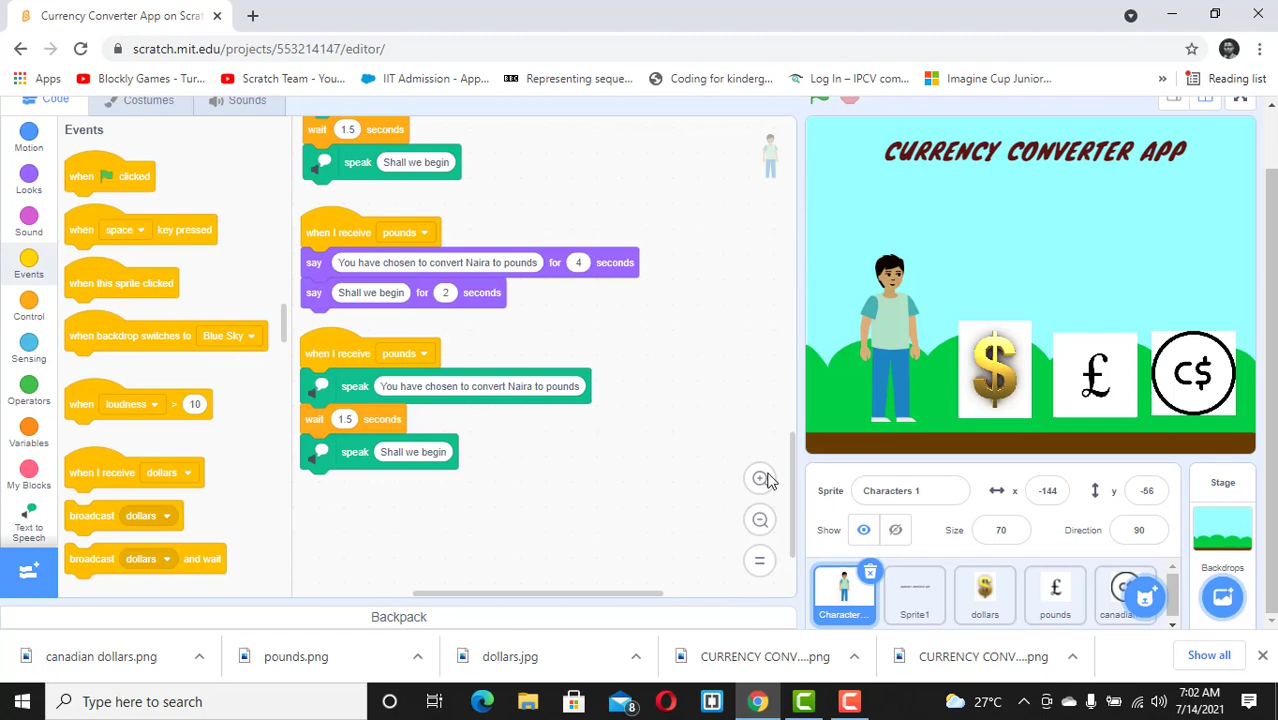 Currency Converter App on Scrat
scratch.mit.edu/projects/553214147/editor/
Apps
Blockly Games - Tur...
Scratch Team - You...
IIT Admission - App...
Representing seque...
Coding for kinderg...
Log In – IPCV com...
Imagine Cup Junior...
»
Reading list
Code
Costumes
Sounds
Motion
Looks
Sound
Events
Control
Sensing
Operators
Variables
My Blocks
Text to
Speech
Events
when clicked
when space key pressed
when this sprite clicked
when backdrop switches to Blue Sky
when loudness > 10
when I receive dollars
broadcast dollars
broadcast dollars and wait
wait 1.5 seconds
speak Shall we begin
when I receive pounds
say You have chosen to convert Naira to pounds for 4 seconds
say Shall we begin for 2 seconds
when I receive pounds
speak You have chosen to convert Naira to pounds
wait 1.5 seconds
speak Shall we begin
Backpack
CURRENCY CONVERTER APP
$
£
C$
Sprite Characters 1 x -144 y -56
Show Size 70 Direction 90
Character...
Sprite1
dollars
pounds
canadia
Stage
Backdrops
canadian dollars.png
pounds.png
dollars.jpg
CURRENCY CONV....png
CURRENCY CONV....png
Show all
Type here to search
8
27°C
7:02 AM
7/14/2021